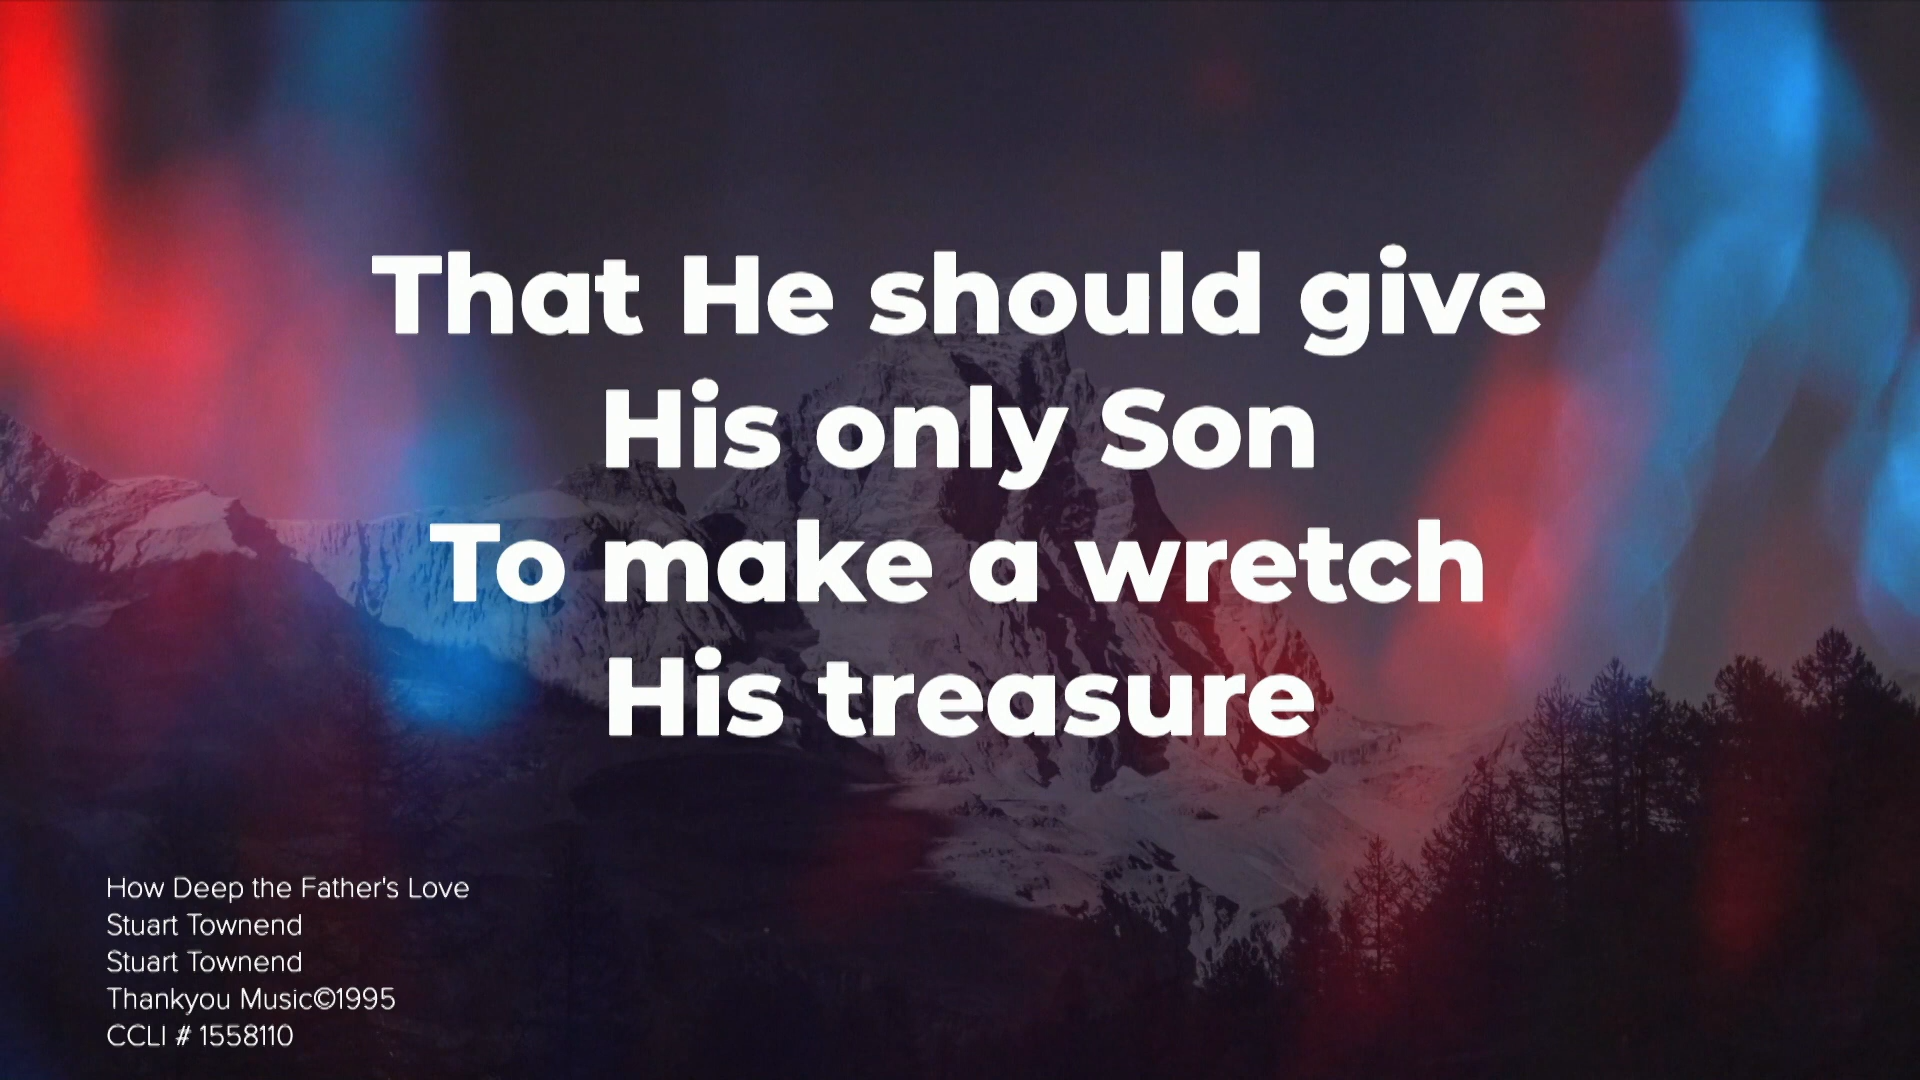 That He should give
His only Son
To make a wretch
His treasure
How Deep the Father's Love
Stuart Townend
Stuart Townend
Thankyou Music©1995
CCLI # 1558110